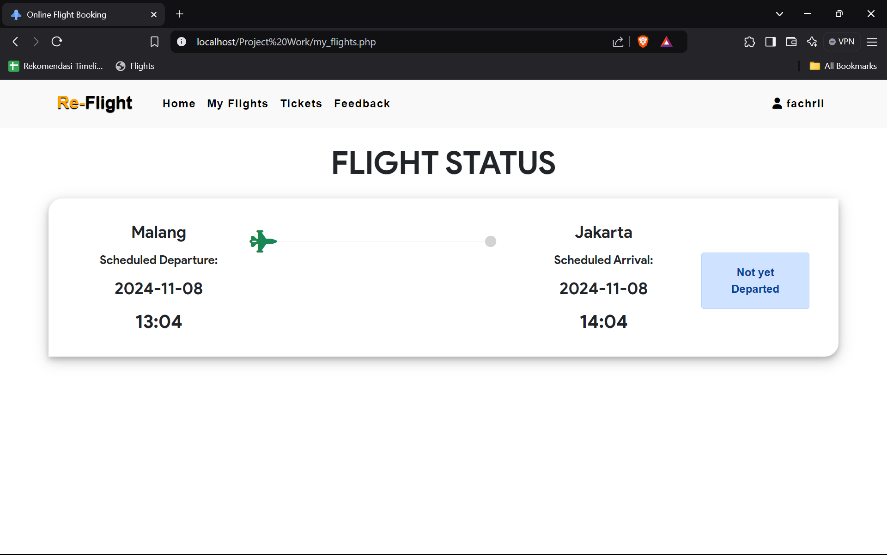 Online Flight Booking
localhost/Project%20Work/my_flights.php
VPN
Rekomendasi Timeli...
Flights
All Bookmarks
Re-Flight
Home
My Flights
Tickets
Feedback
fachril
FLIGHT STATUS
Malang
Scheduled Departure:
2024-11-08
13:04
Jakarta
Scheduled Arrival:
2024-11-08
14:04
Not yet
Departed